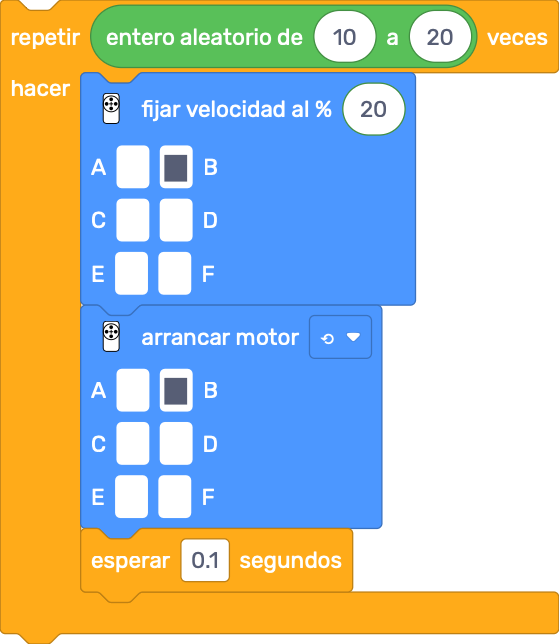 repetir entero aleatorio de 10 a 20 veces
hacer
fijar velocidad al % 20
A B
C D
E F
arrancar motor
A B
C D
E F
esperar 0.1 segundos